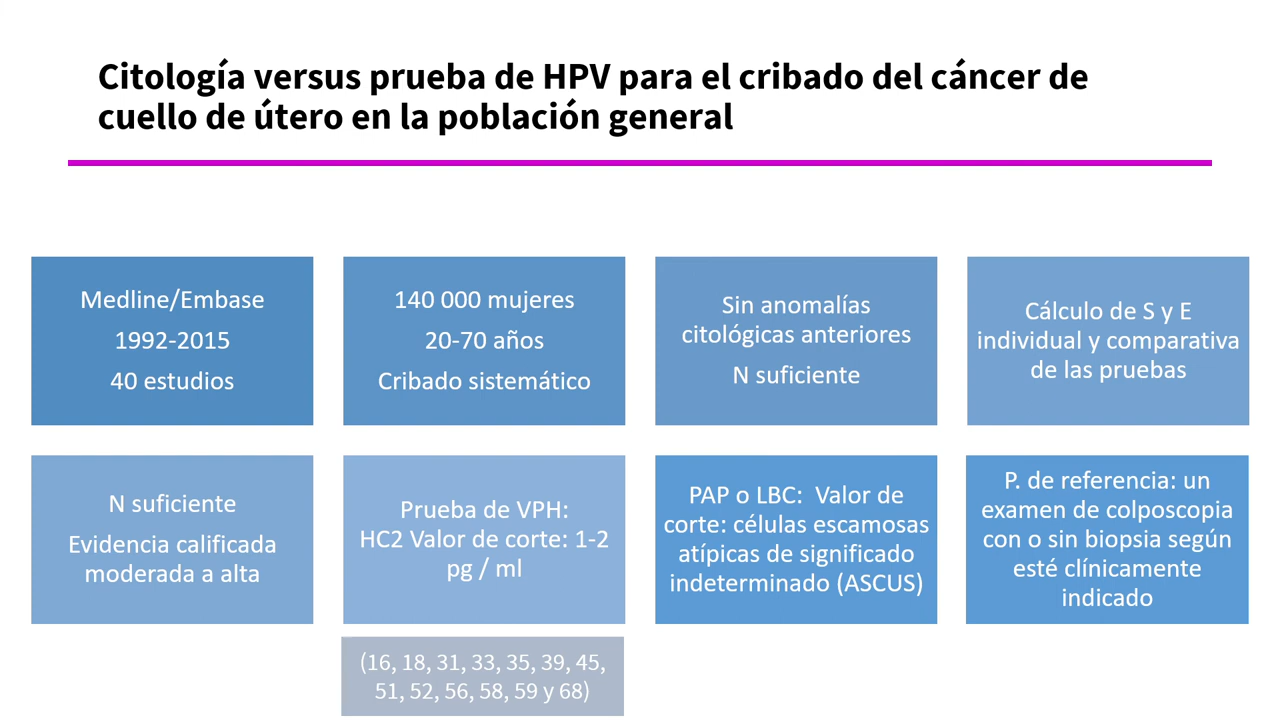 Citología versus prueba de HPV para el cribado del cáncer de
cuello de útero en la población general
Medline/Embase
1992-2015
40 estudios
140 000 mujeres
20-70 años
Cribado sistemático
Sin anomalías
citológicas anteriores
N suficiente
Cálculo de S y E
individual y comparativa
de las pruebas
N suficiente
Evidencia calificada
moderada a alta
Prueba de VPH:
HC2 Valor de corte: 1-2
pg / ml
PAP o LBC: Valor de
corte: células escamosas
atípicas de significado
indeterminado (ASCUS)
P. de referencia: un
examen de colposcopia
con o sin biopsia según
esté clínicamente
indicado
(16, 18, 31, 33, 35, 39, 45,
51, 52, 56, 58, 59 y 68)